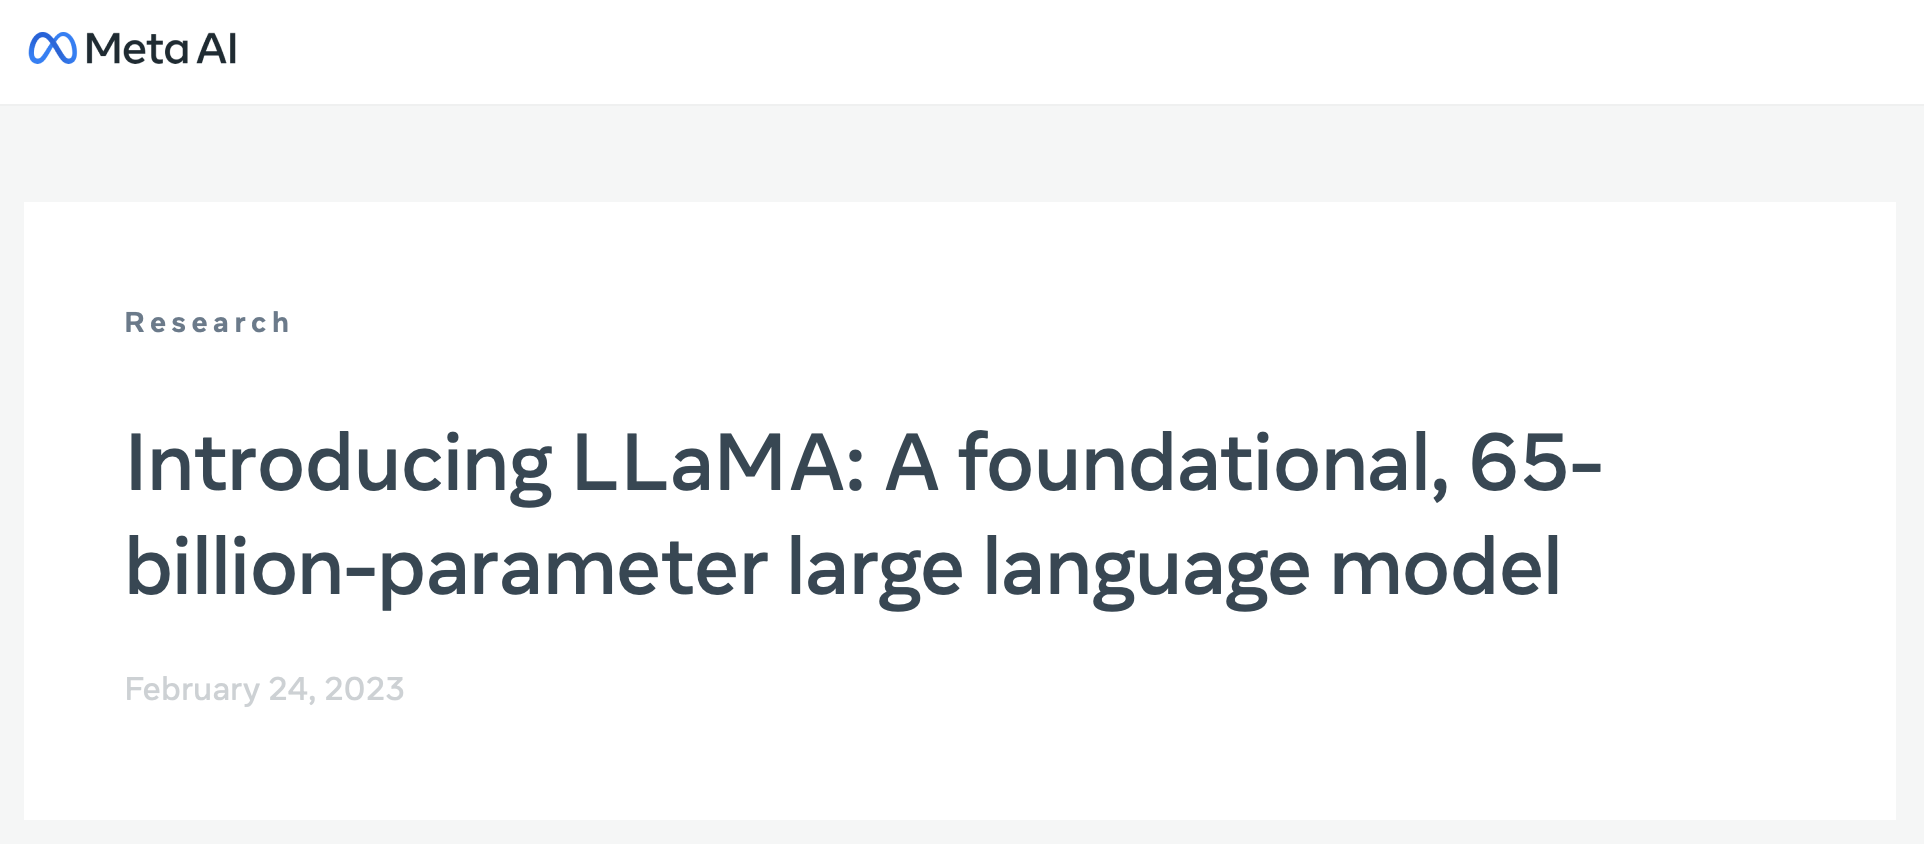 Meta AI
Research
Introducing LLaMA: A foundational, 65-
billion-parameter large language model
February 24, 2023